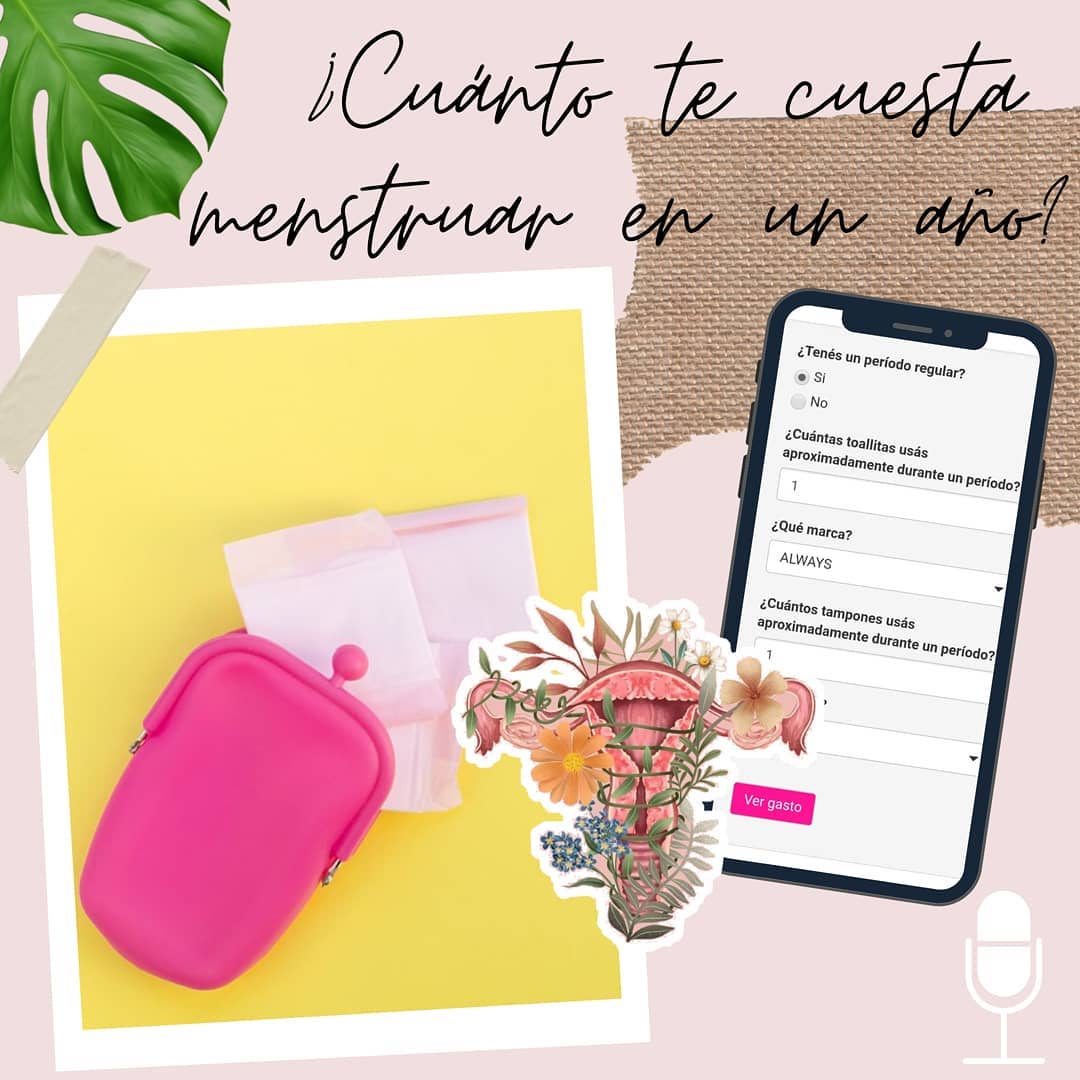 ¿Cuánto te cuesta
menstruar en un año?
¿Tenés un período regular?
Si
No
¿Cuántas toallitas usás
aproximadamente durante un período?
1
¿Qué marca?
ALWAYS
¿Cuántos tampones usás
aproximadamente durante un período?
1
?
Ver gasto